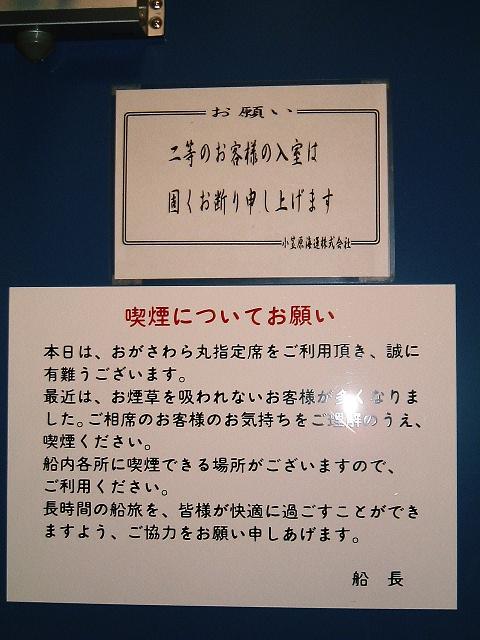 お願い
二等のお客様の入室は
固くお断り申し上げます
小笠原海運株式会社
喫煙についてお願い
本日は、おがさわら丸指定席をご利用頂き、誠に
有難うございます。
最近は、お煙草を吸われないお客様が多くなりま
した。ご相席のお客様のお気持ちをご理解のうえ、
喫煙ください。
船内各所に喫煙できる場所がございますので、
ご利用ください。
長時間の船旅を、皆様が快適に過ごすことができ
ますよう、ご協力をお願い申しあげます。
船 長